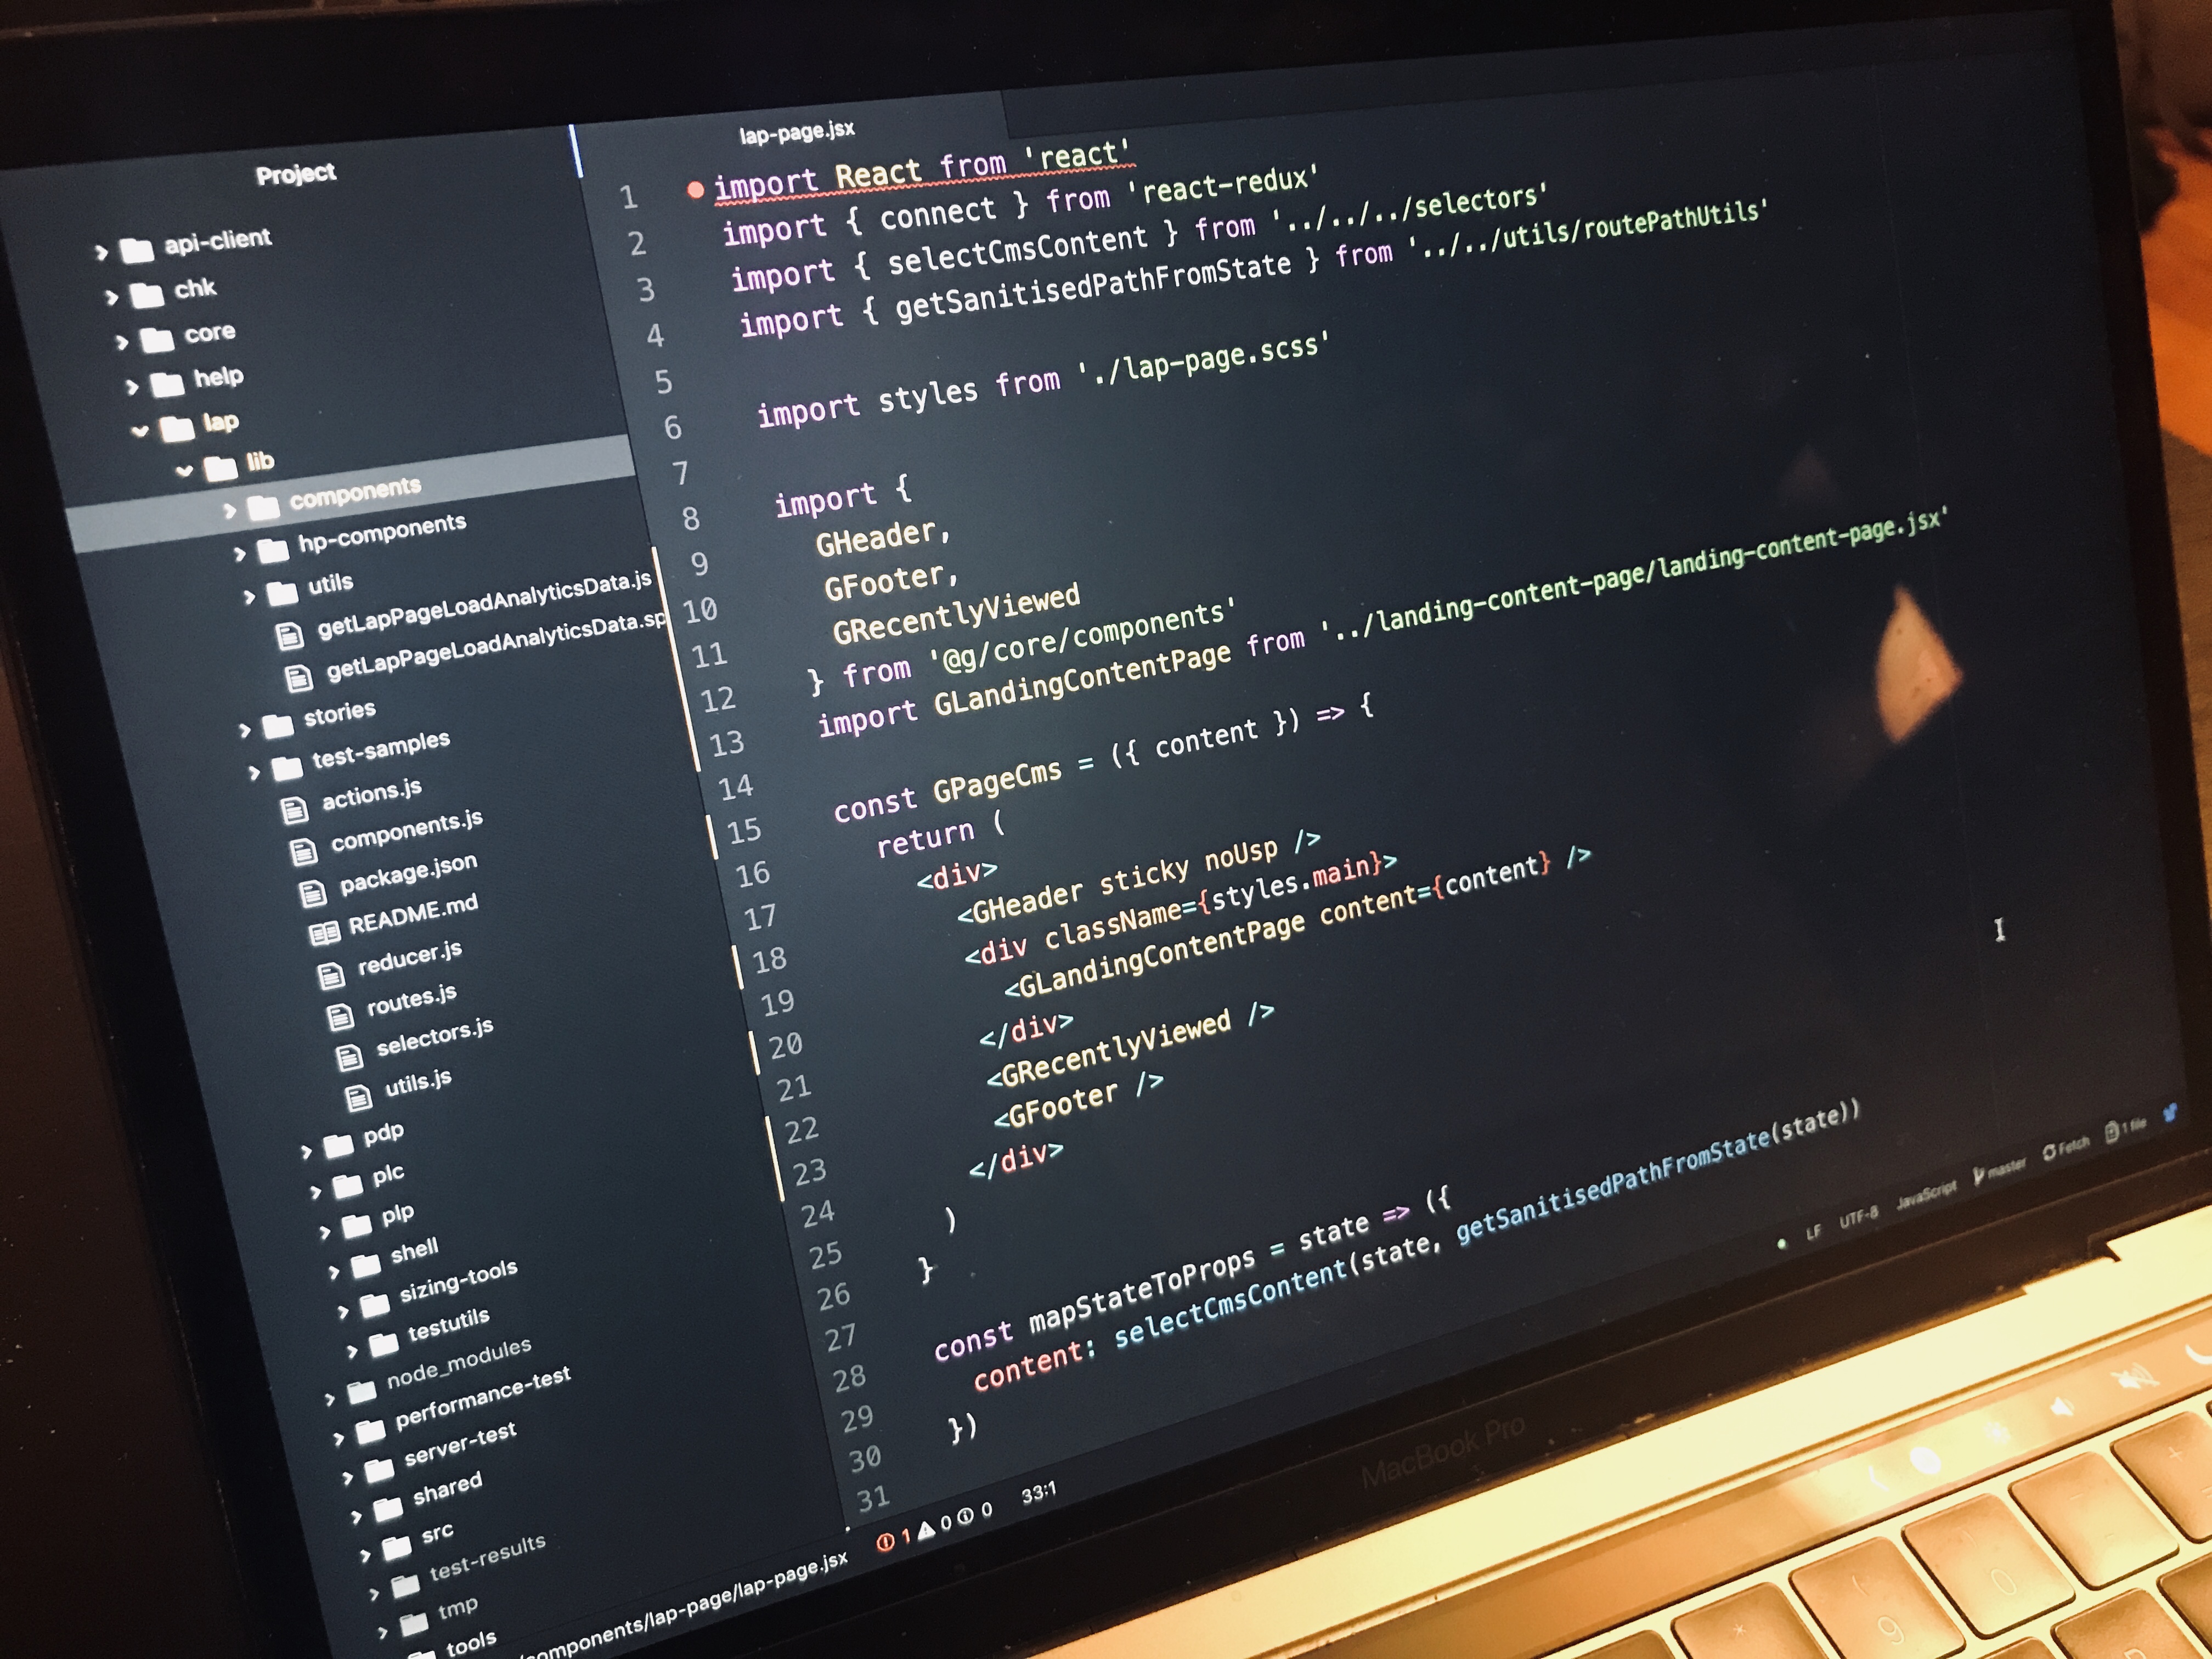 Project
api-client
chk
core
help
lap
lib
components
hp-components
utils
getLapPageLoadAnalyticsData.js
getLapPageLoadAnalyticsData.sp
stories
test-samples
actions.js
components.js
package.json
README.md
reducer.js
routes.js
selectors.js
utils.js
pdp
plc
plp
shell
sizing-tools
testutils
node_modules
performance-test
server-test
shared
src
test-results
tmp
tools
lap-page.jsx
1 import React from 'react'
2 import { connect } from 'react-redux'
3 import { selectCmsContent } from '../../../selectors'
4 import { getSanitisedPathFromState } from '../../utils/routePathUtils'
5
6 import styles from './lap-page.scss'
7
8 import {
9 GHeader,
10 GFooter,
11 GRecentlyViewed
12 } from '@g/core/components'
13 import GLandingContentPage from '../landing-content-page/landing-content-page.jsx'
14
15 const GPageCms = ({ content }) => {
16 return (
17 <div>
18 <GHeader sticky noUsp />
19 <div className={styles.main}>
20 <GLandingContentPage content={content} />
21 </div>
22 <GRecentlyViewed />
23 <GFooter />
24 </div>
25 )
26 }
27
28 const mapStateToProps = state => ({
29 content: selectCmsContent(state, getSanitisedPathFromState(state))
30 })
31
components/lap-page/lap-page.jsx 1 0 0 33:1
LF UTF-8 JavaScript master Fetch 1 file
MacBook Pro
*
(
9
)
0
+